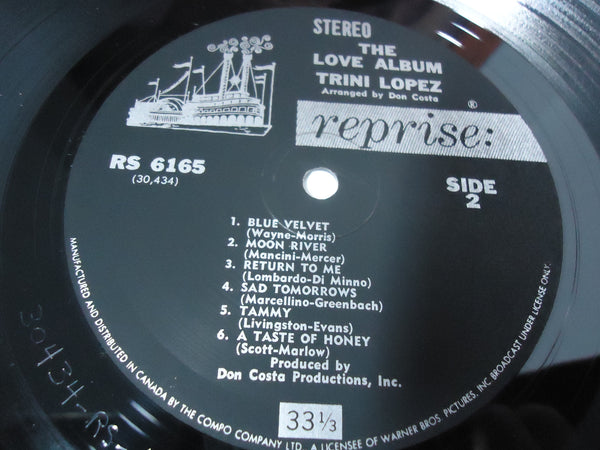 STEREO
THE
LOVE ALBUM
TRINI LOPEZ
Arranged by Don Costa
reprise: ®
RS 6165
(30,434)
SIDE
2
1. BLUE VELVET
(Wayne-Morris)
2. MOON RIVER
(Mancini-Mercer)
3. RETURN TO ME
(Lombardo-Di Minno)
4. SAD TOMORROWS
(Marcellino-Greenbach)
5. TAMMY
(Livingston-Evans)
6. A TASTE OF HONEY
(Scott-Marlow)
Produced by
Don Costa Productions, Inc.
33 1/3
MANUFACTURED AND DISTRIBUTED IN CANADA BY THE COMPO COMPANY LTD. A LICENSEE OF WARNER BROS. PICTURES, INC. BROADCAST UNDER LICENSE ONLY.
30434-RS-